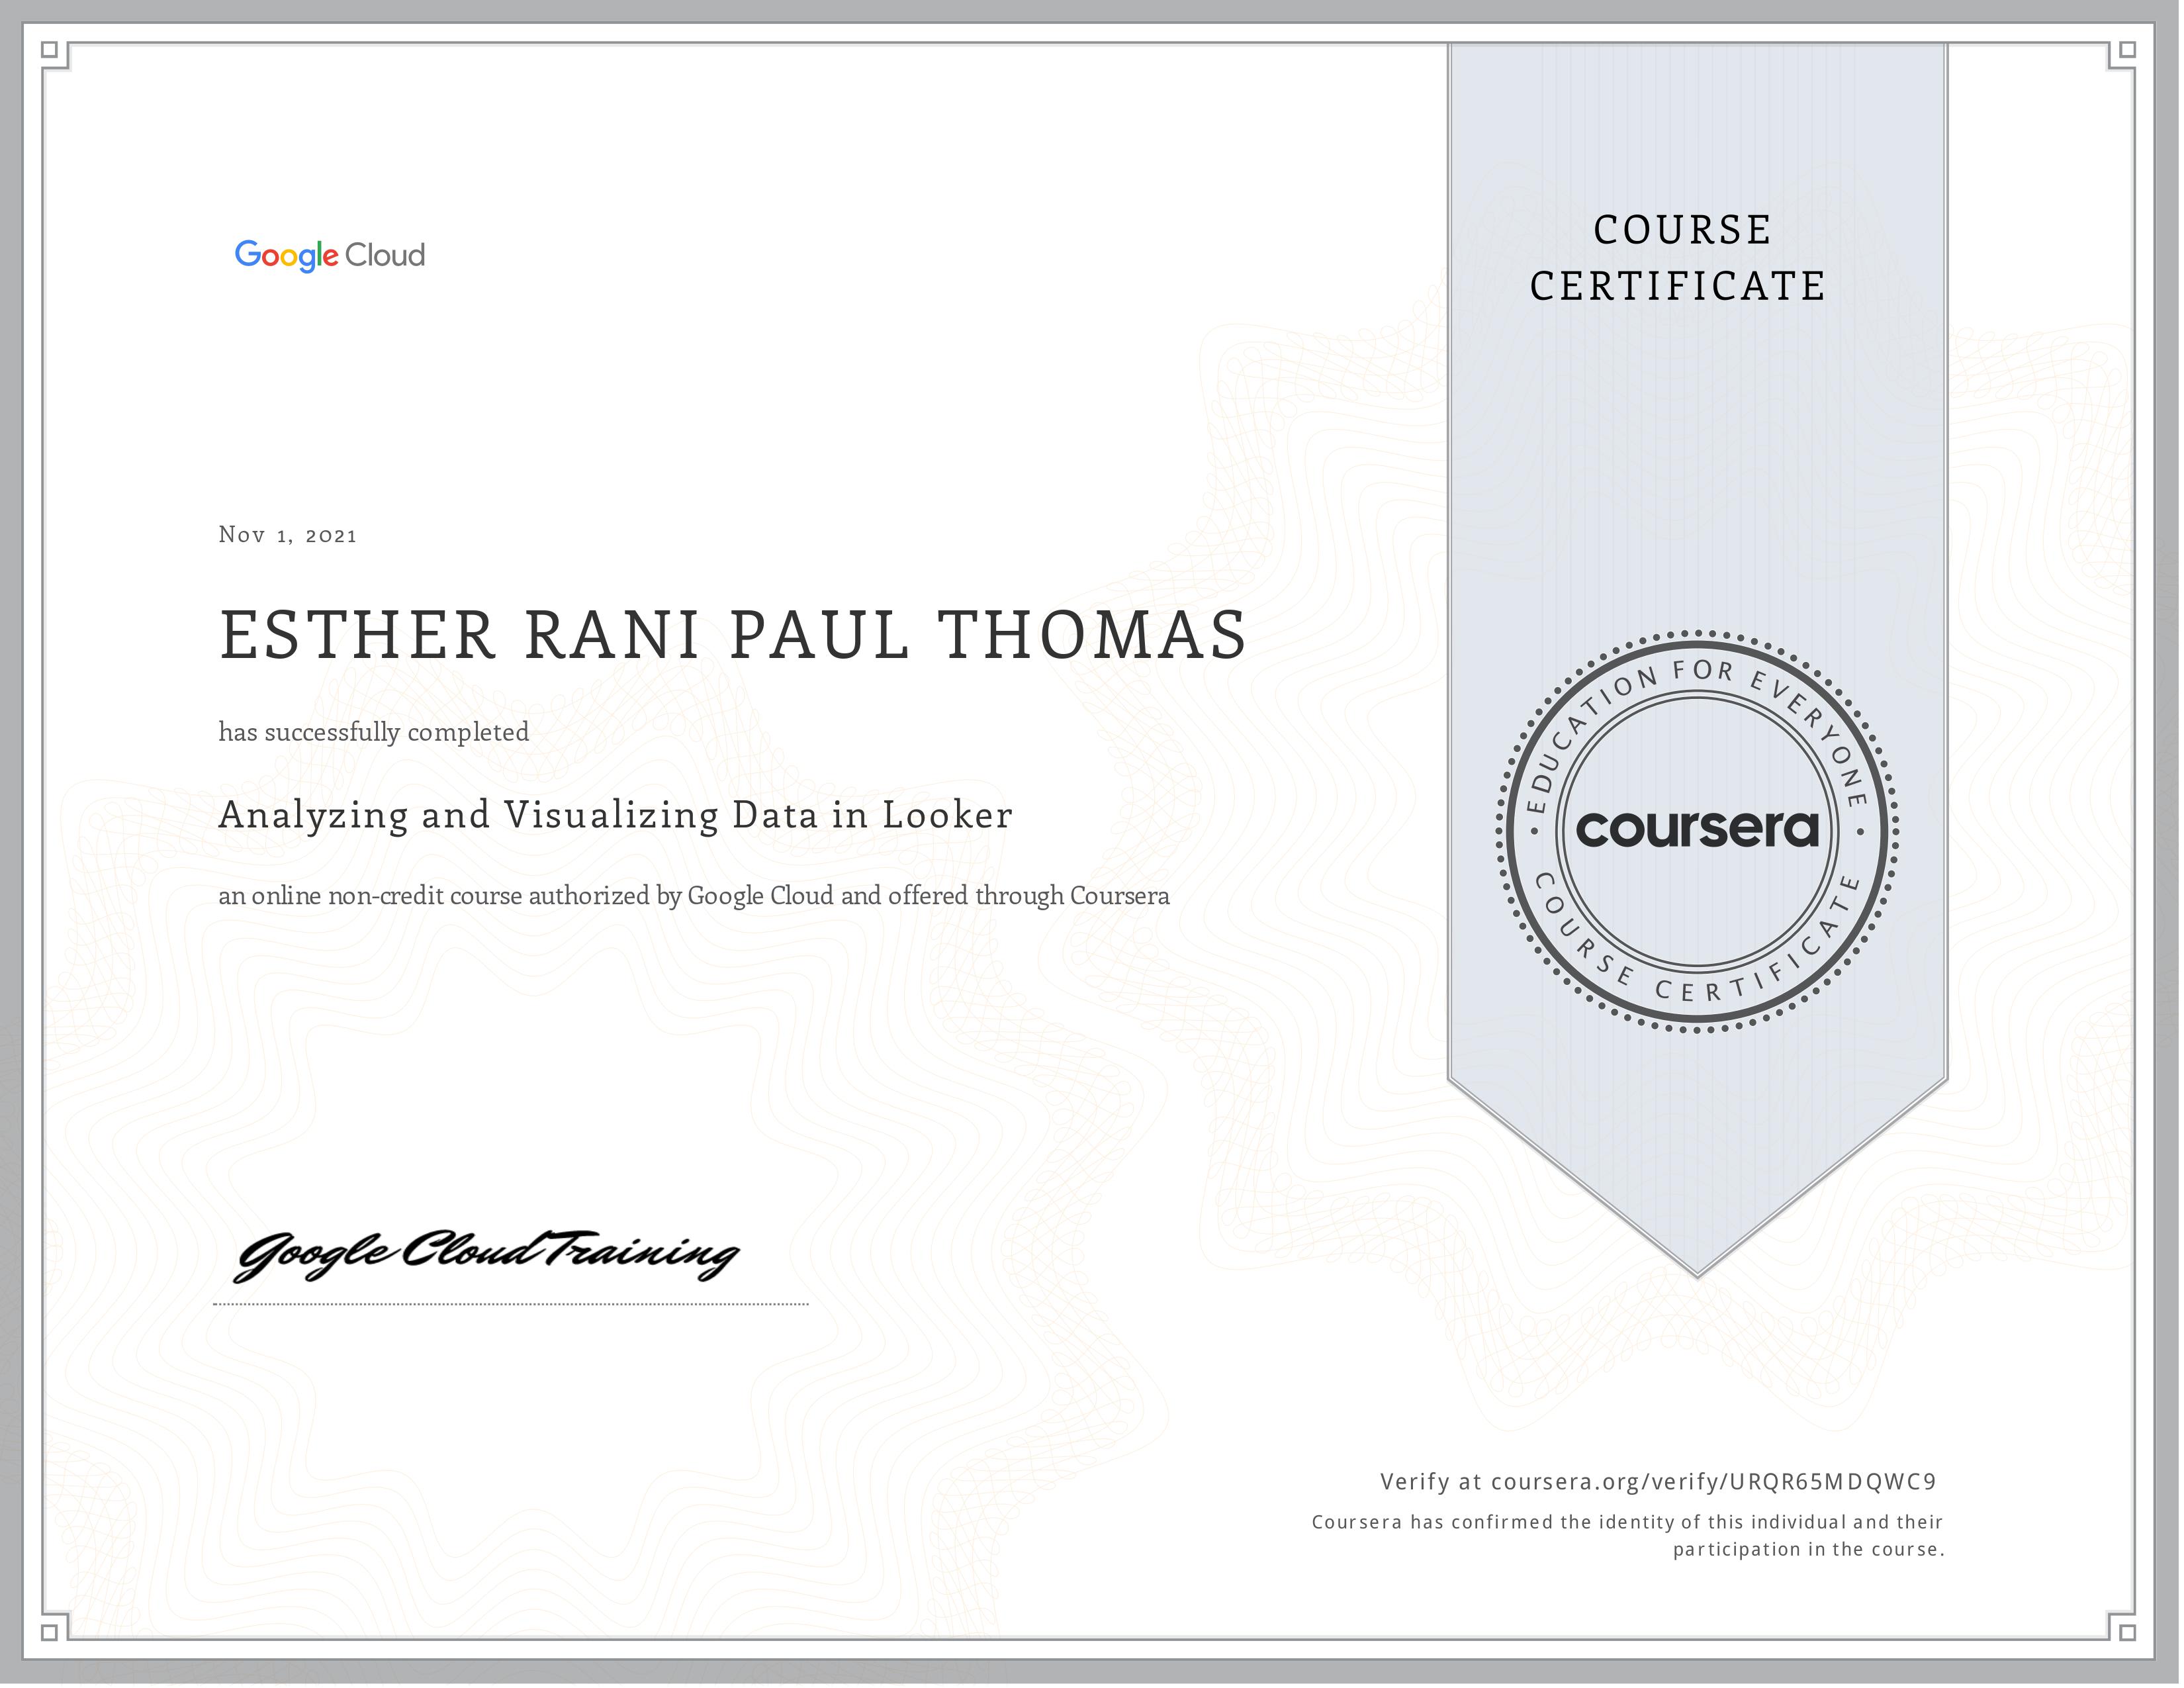 Google Cloud
COURSE
CERTIFICATE
Nov 1, 2021
ESTHER RANI PAUL THOMAS
has successfully completed
Analyzing and Visualizing Data in Looker
an online non-credit course authorized by Google Cloud and offered through Coursera
EDUCATION FOR EVERYONE
coursera
COURSE CERTIFICATE
Google Cloud Training
Verify at coursera.org/verify/URQR65MDQWC9
Coursera has confirmed the identity of this individual and their
participation in the course.